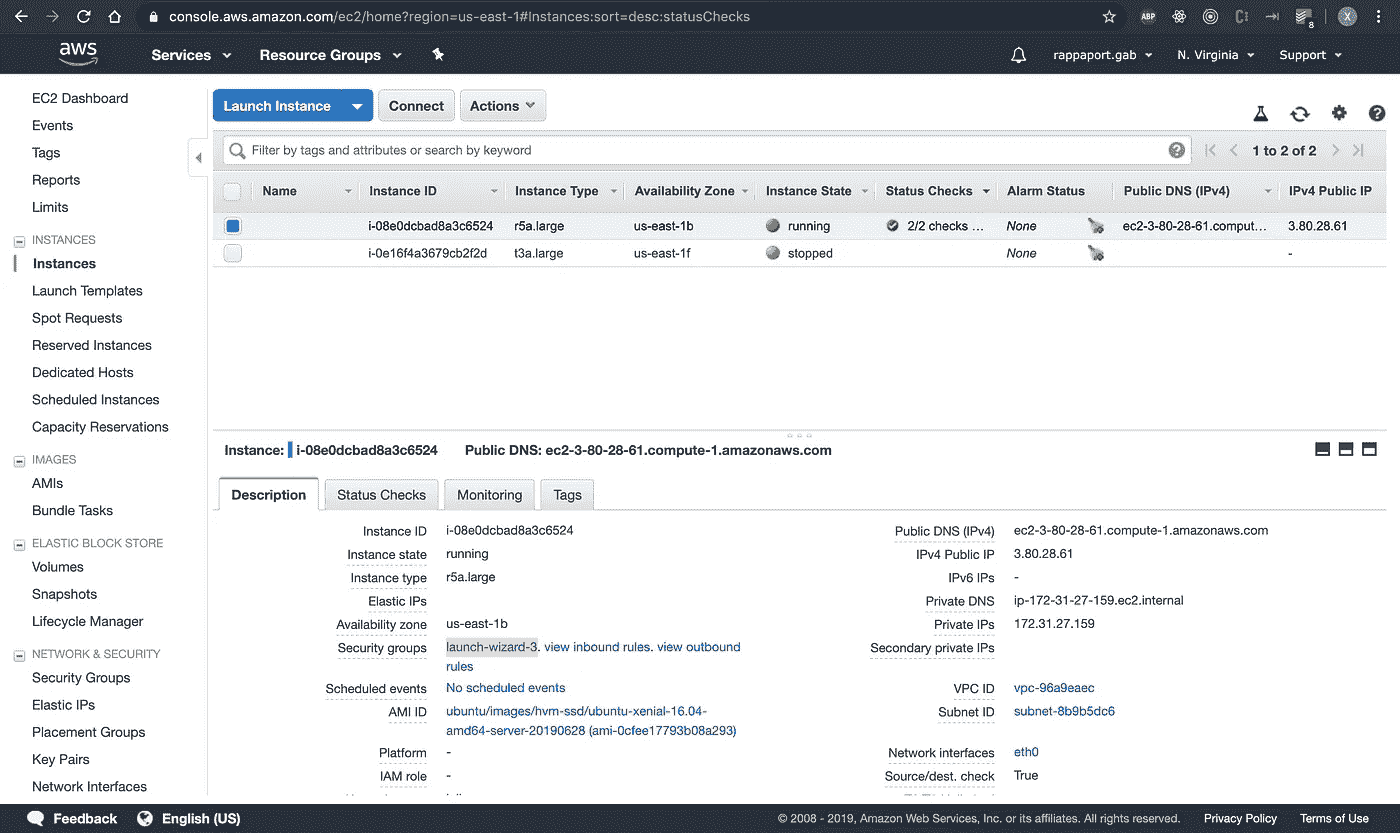 console.aws.amazon.com/ec2/home?region=us-east-1#Instances:sort=desc:statusChecks
ABP
8
X
aws
Services
Resource Groups
rappaport.gab
N. Virginia
Support
EC2 Dashboard
Events
Tags
Reports
Limits
INSTANCES
Instances
Launch Templates
Spot Requests
Reserved Instances
Dedicated Hosts
Scheduled Instances
Capacity Reservations
IMAGES
AMIs
Bundle Tasks
ELASTIC BLOCK STORE
Volumes
Snapshots
Lifecycle Manager
NETWORK & SECURITY
Security Groups
Elastic IPs
Placement Groups
Key Pairs
Network Interfaces
Launch Instance
Connect
Actions
Filter by tags and attributes or search by keyword
1 to 2 of 2
Name Instance ID Instance Type Availability Zone Instance State Status Checks Alarm Status Public DNS (IPv4) IPv4 Public IP
i-08e0dcbad8a3c6524 r5a.large us-east-1b running 2/2 checks ... None ec2-3-80-28-61.comput... 3.80.28.61
i-0e16f4a3679cb2f2d t3a.large us-east-1f stopped None -
Instance: i-08e0dcbad8a3c6524 Public DNS: ec2-3-80-28-61.compute-1.amazonaws.com
Description
Status Checks
Monitoring
Tags
Instance ID i-08e0dcbad8a3c6524
Instance state running
Instance type r5a.large
Elastic IPs
Availability zone us-east-1b
Security groups launch-wizard-3. view inbound rules. view outbound
rules
Scheduled events No scheduled events
AMI ID ubuntu/images/hvm-ssd/ubuntu-xenial-16.04-
amd64-server-20190628 (ami-0cfee17793b08a293)
Platform -
IAM role -
Public DNS (IPv4) ec2-3-80-28-61.compute-1.amazonaws.com
IPv4 Public IP 3.80.28.61
IPv6 IPs -
Private DNS ip-172-31-27-159.ec2.internal
Private IPs 172.31.27.159
Secondary private IPs
VPC ID vpc-96a9eaec
Subnet ID subnet-8b9b5dc6
Network interfaces eth0
Source/dest. check True
Feedback
English (US)
© 2008 - 2019, Amazon Web Services, Inc. or its affiliates. All rights reserved.
Privacy Policy
Terms of Use